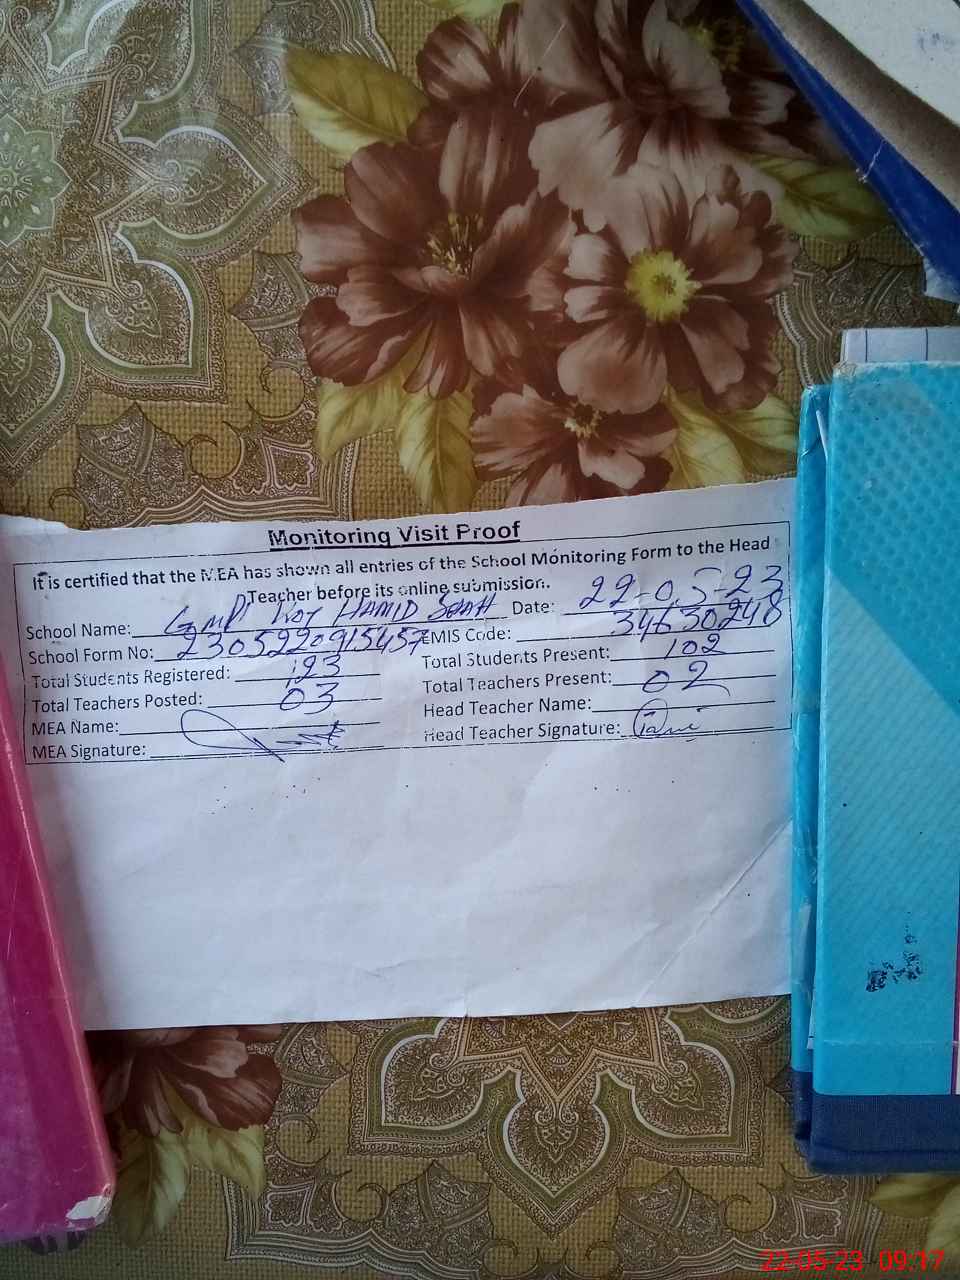 Monitoring Visit Proof
It is certified that the MEA has shown all entries of the School Monitoring Form to the Head
Teacher before its online submission.
School Name: GMPS KOT HAMID SHAH Date: 22-05-23
School Form No: 230522091545 EMIS Code: 34630248
Total Students Registered: 123 Total Students Present: 102
Total Teachers Posted: 03 Total Teachers Present: 02
MEA Name: Head Teacher Name:
MEA Signature: Head Teacher Signature:
22-05-23 09:17